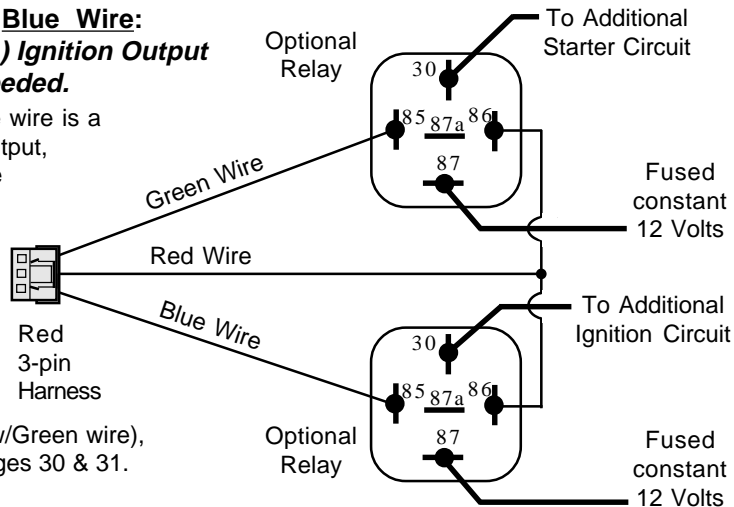 Blue Wire:
) Ignition Output
eded.
wire is a
tput,
Optional
Relay
To Additional
Starter Circuit
30
85
87a
86
87
Fused
constant
12 Volts
Green Wire
Red Wire
Blue Wire
Red
3-pin
Harness
To Additional
Ignition Circuit
30
85
87a
86
87
Optional
Relay
Fused
constant
12 Volts
w/Green wire),
ges 30 & 31.